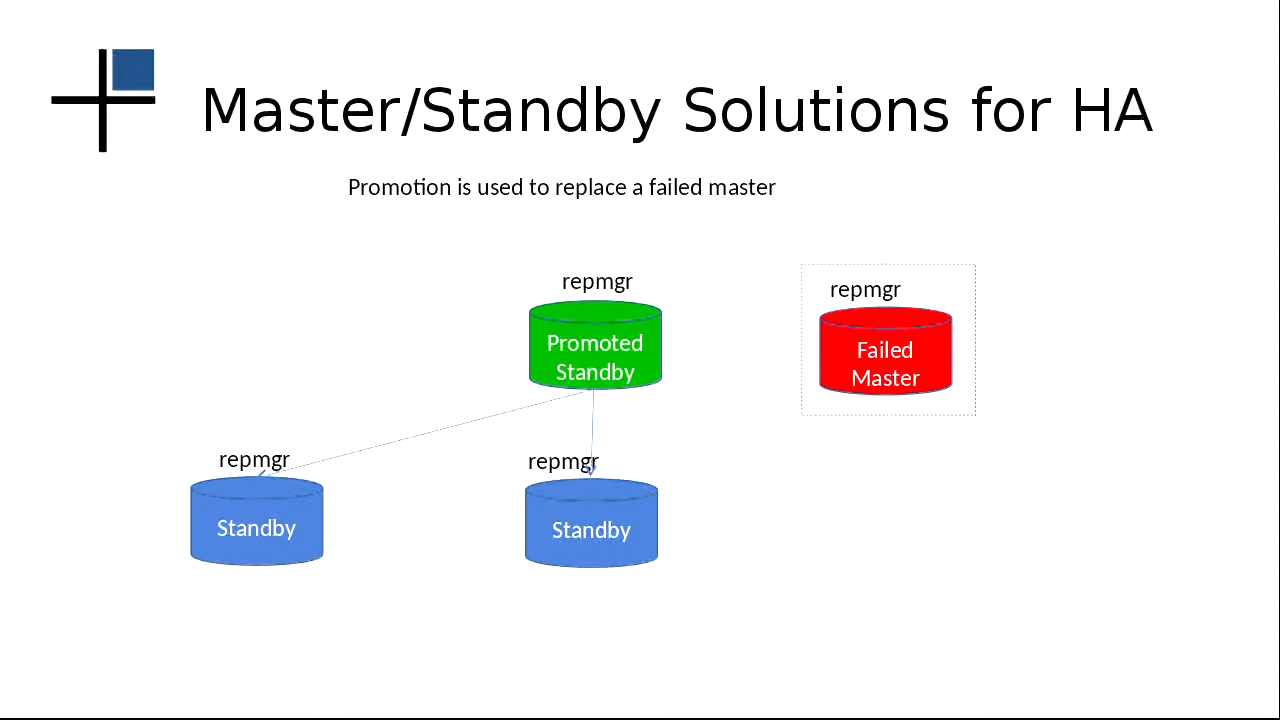 Master/Standby Solutions for HA
Promotion is used to replace a failed master
repmgr
Promoted
Standby
repmgr
Failed
Master
repmgr
Standby
repmgr
Standby